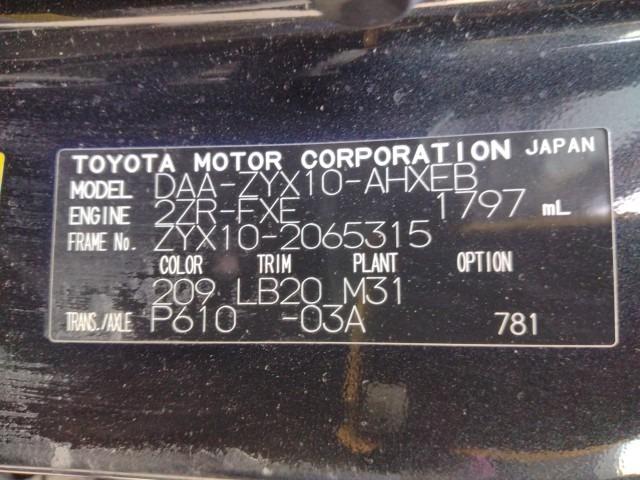 TOYOTA MOTOR CORPORATION JAPAN
MODEL DAA-ZYX10-AHXEB
ENGINE 2ZR-FXE 1797 mL
FRAME No. ZYX10-2065315
COLOR TRIM PLANT OPTION
209 LB20 M31
TRANS./AXLE P610 -03A 781